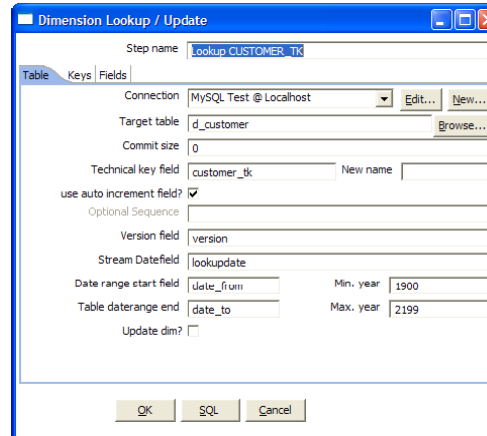 Dimension Lookup / Update
Step name Lookup CUSTOMER_TK
Table Keys Fields
Connection MySQL Test @ Localhost Edit... New...
Target table d_customer Browse...
Commit size 0
Technical key field customer_tk New name
use auto increment field?
Optional Sequence
Version field version
Stream Datefield lookupdate
Date range start field date_from Min. year 1900
Table daterange end date_to Max. year 2199
Update dim?
OK SQL Cancel